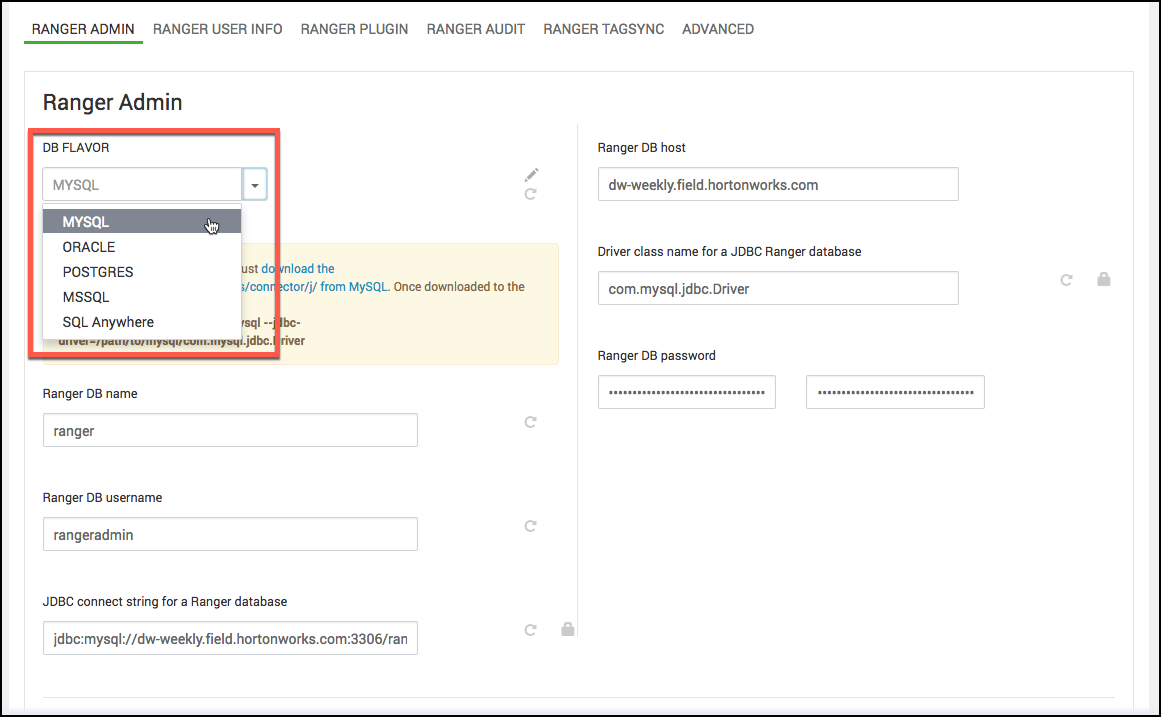 RANGER ADMIN RANGER USER INFO RANGER PLUGIN RANGER AUDIT RANGER TAGSYNC ADVANCED
Ranger Admin
DB FLAVOR
MYSQL
MYSQL
ORACLE
POSTGRES
MSSQL
SQL Anywhere
ust download the
s/connector/j/ from MySQL. Once downloaded to the
ysql --jdbc-
driver=/path/to/mysql/com.mysql.jdbc.Driver
Ranger DB name
ranger
Ranger DB username
rangeradmin
JDBC connect string for a Ranger database
jdbc:mysql://dw-weekly.field.hortonworks.com:3306/ran
Ranger DB host
dw-weekly.field.hortonworks.com
Driver class name for a JDBC Ranger database
com.mysql.jdbc.Driver
Ranger DB password